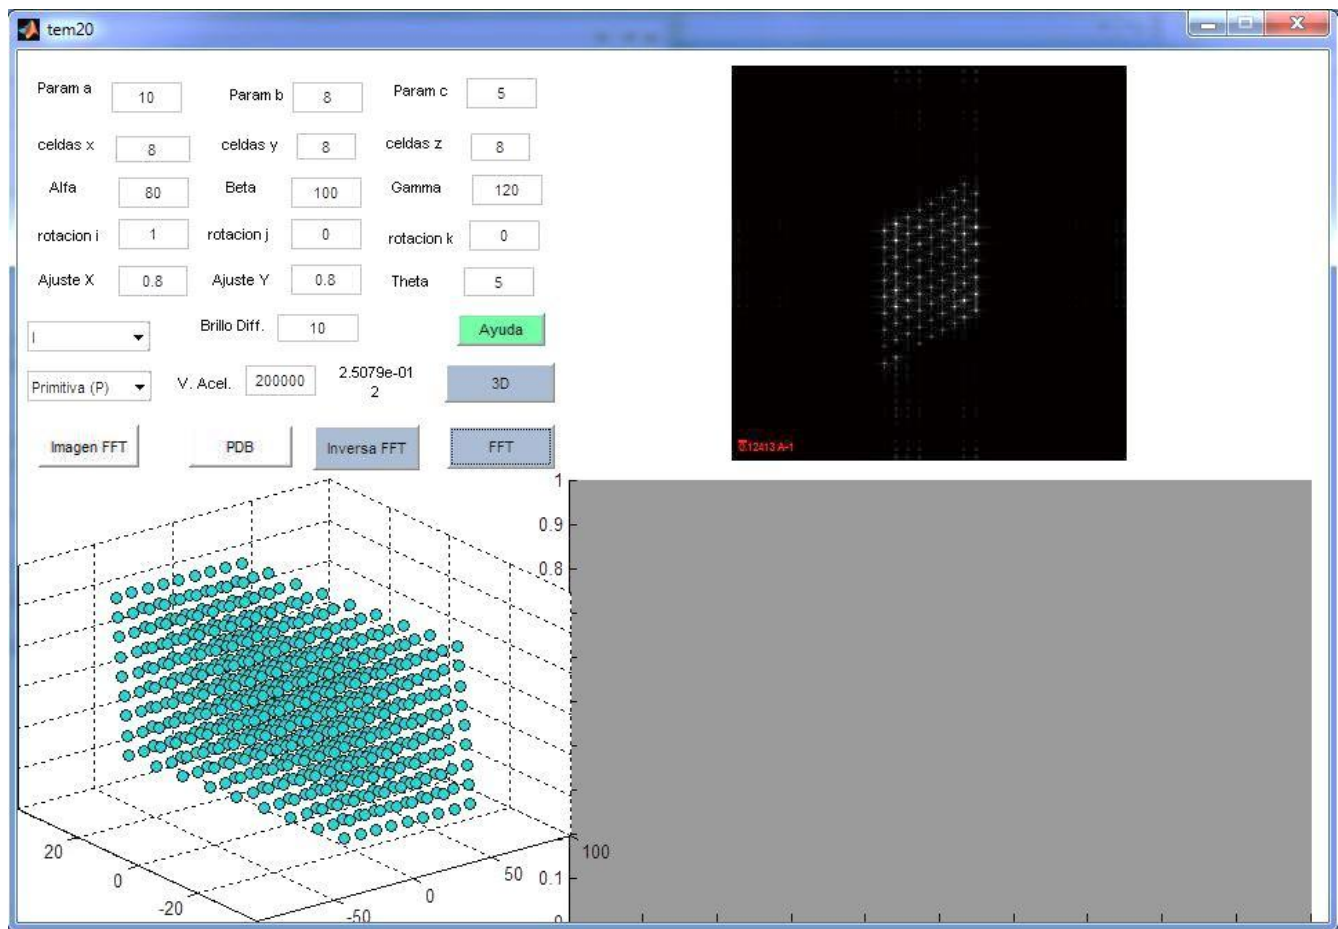 tem20
Param a 10 Param b 8 Param c 5
celdas x 8 celdas y 8 celdas z 8
Alfa 80 Beta 100 Gamma 120
rotacion i 1 rotacion j 0 rotacion k 0
Ajuste X 0.8 Ajuste Y 0.8 Theta 5
I Brillo Diff. 10 Ayuda
Primitiva (P) V. Acel. 200000 2.5079e-01
2 3D
Imagen FFT PDB Inversa FFT FFT
0.12413 A-1
1
0.9
0.8
0.1
0
20 0 -20
-50 0 50 100